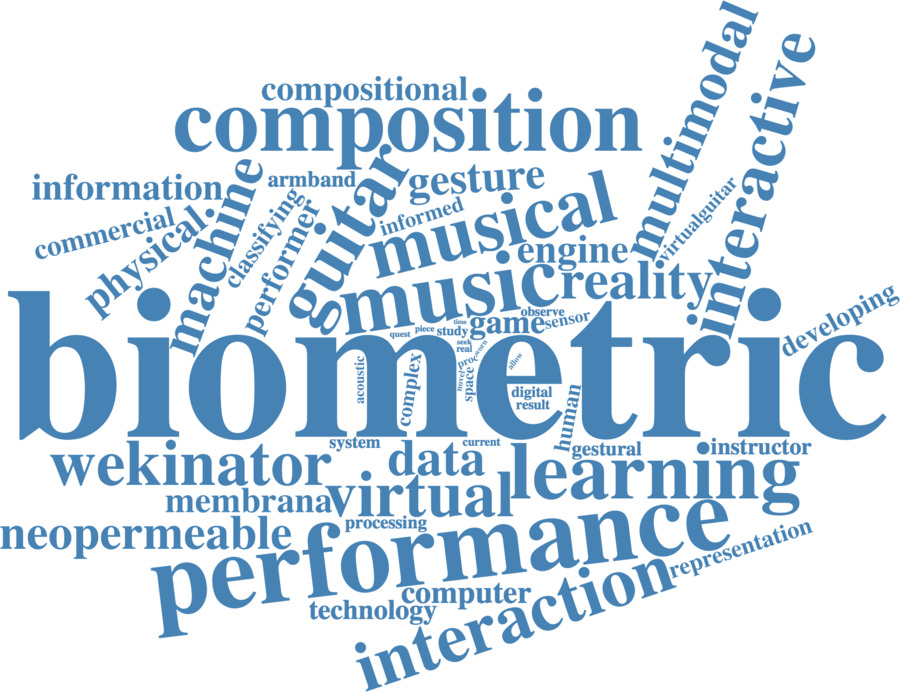 compositional
composition
multimodal
interactive
information
machine
armband
guitar
gesture
musical
commercial
physical
classifying
performer
informed
virtualguitar
engine
music
reality
biometric
observe
time
game
sensor
quest
piece
study
seek
real
developing
acoustic
complex
proc
worn
novel
space
allow
digital
result
human
system
current
gestural
instructor
wekinator
data
learning
membrana
virtual
neopermeable
processing
performance
representation
computer
technology
interaction